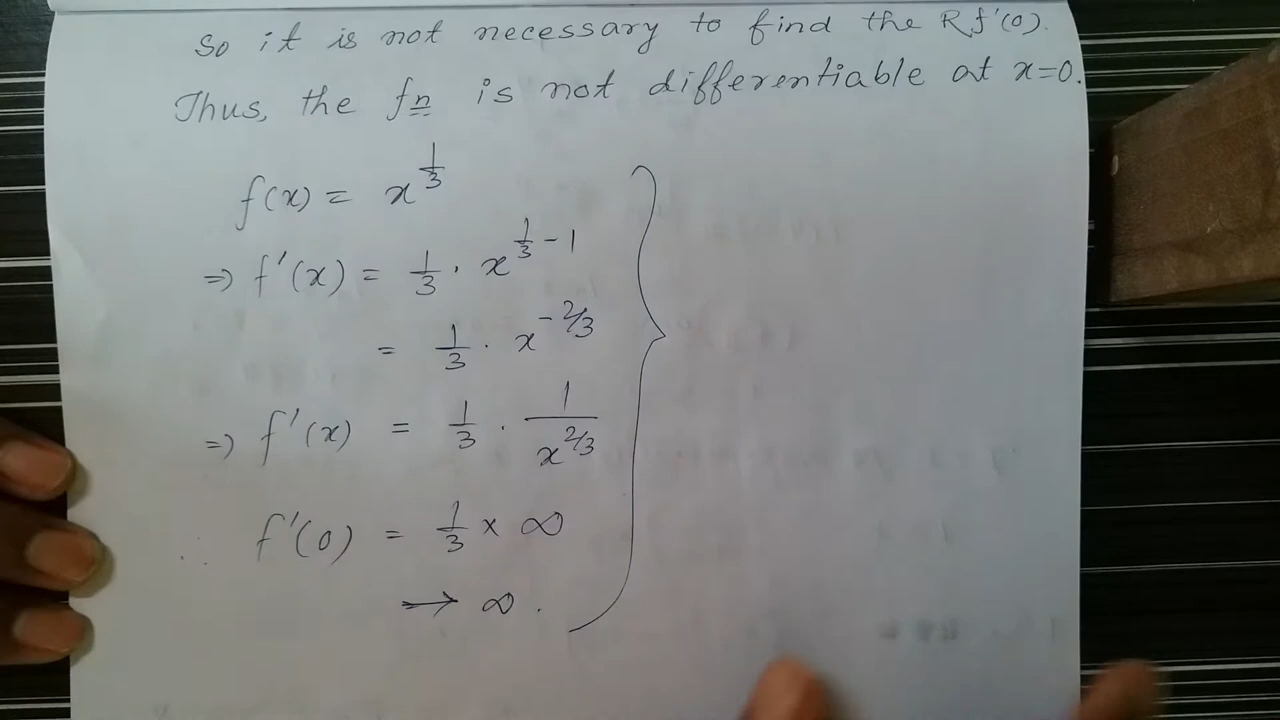 So it is not necessary to find the Rf'(0).
Thus, the fn is not differentiable at x=0.
f(x) = x^{1/3}
⇒ f'(x) = 1/3 · x^{1/3 - 1}
= 1/3 · x^{-2/3}
⇒ f'(x) = 1/3 · 1/x^{2/3}
∴ f'(0) = 1/3 × ∞
→ ∞.